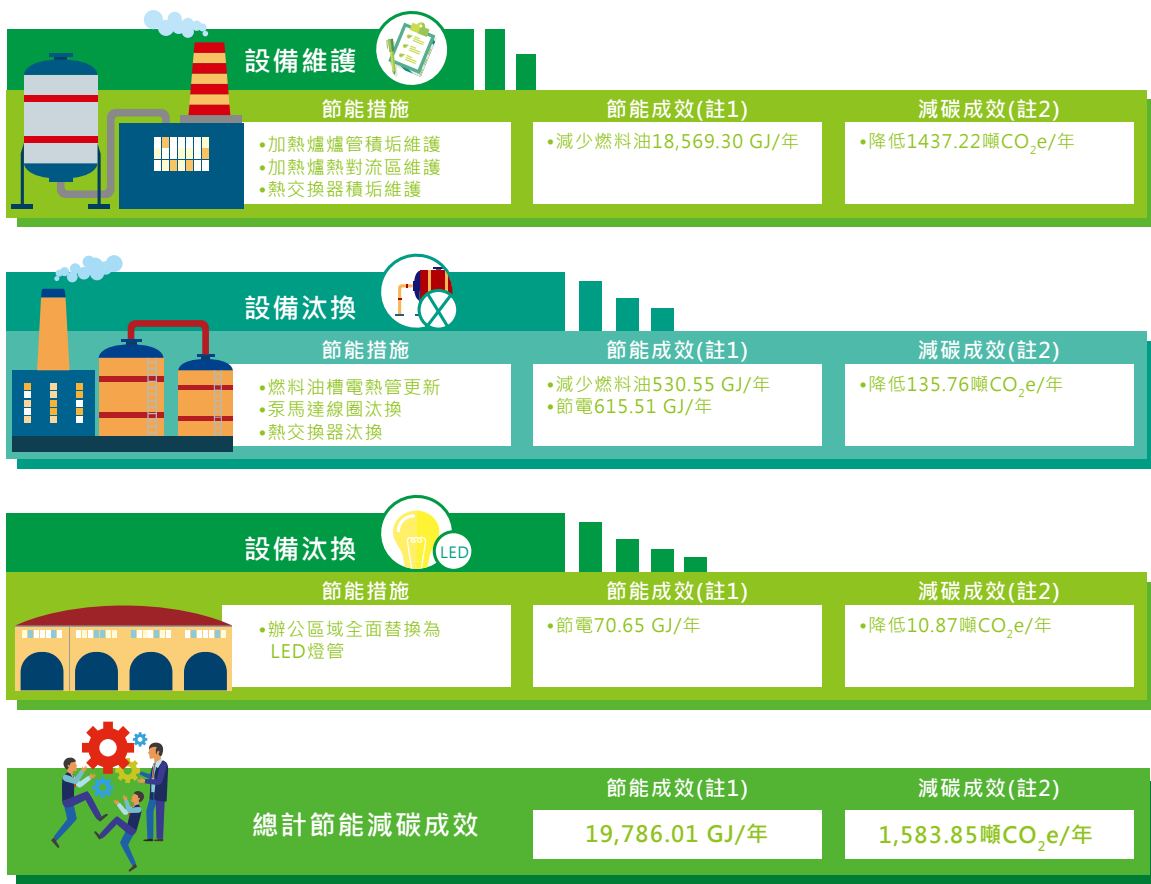 設備維護
節能措施
節能成效(註1)
減碳成效(註2)
•加熱爐爐管積垢維護
•加熱爐熱對流區維護
•熱交換器積垢維護
•減少燃料油18,569.30 GJ/年
•降低1437.22噸CO₂e/年
設備汰換
節能措施
節能成效(註1)
減碳成效(註2)
•燃料油槽電熱管更新
•泵馬達線圈汰換
•熱交換器汰換
•減少燃料油530.55 GJ/年
•節電615.51 GJ/年
•降低135.76噸CO₂e/年
設備汰換
LED
節能措施
節能成效(註1)
減碳成效(註2)
•辦公區域全面替換為
LED燈管
•節電70.65 GJ/年
•降低10.87噸CO₂e/年
總計節能減碳成效
節能成效(註1)
減碳成效(註2)
19,786.01 GJ/年
1,583.85噸CO₂e/年